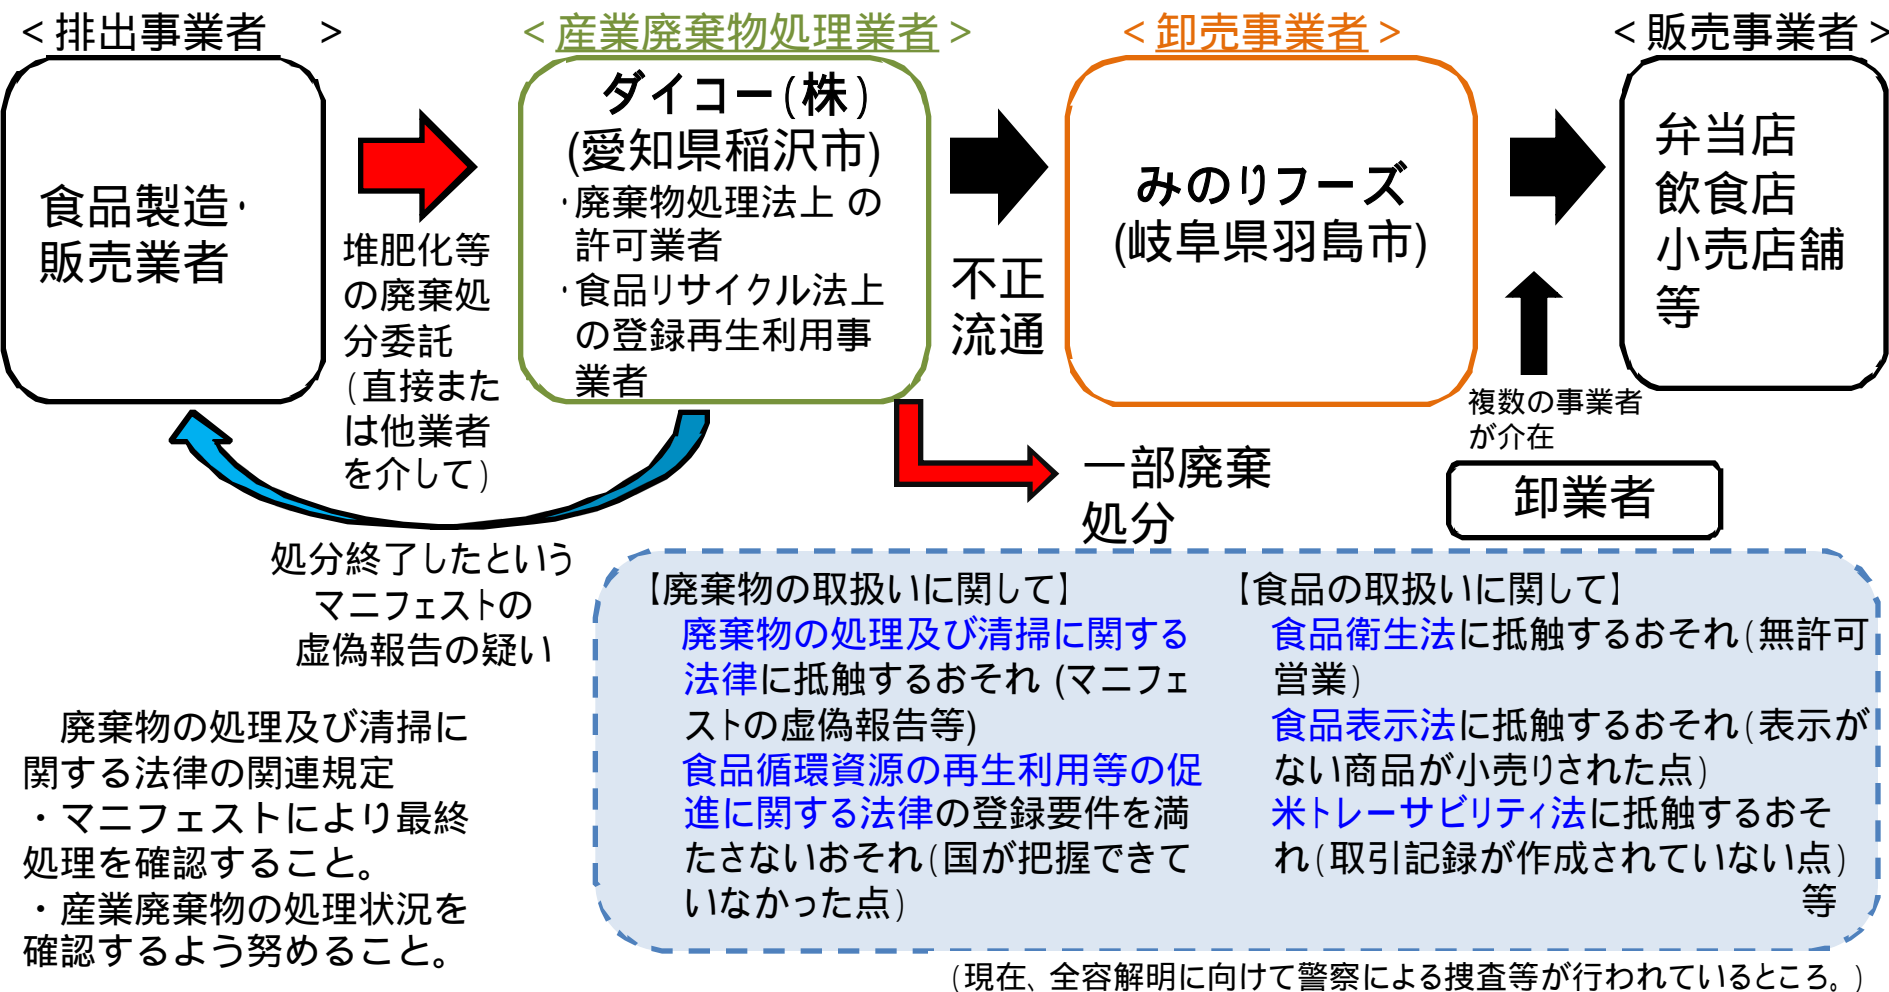 ＜排出事業者　＞
食品製造・
販売業者
堆肥化等
の廃棄処
分委託
(直接また
は他業者
を介して)
＜産業廃棄物処理業者＞
ダイコー(株)
(愛知県稲沢市)
・廃棄物処理法上 の
許可業者
・食品リサイクル法上
の登録再生利用事
業者
不正
流通
＜卸売事業者＞
みのりフーズ
(岐阜県羽島市)
＜販売事業者＞
弁当店
飲食店
小売店舗
等
複数の事業者
が介在
卸業者
一部廃棄
処分
処分終了したという
マニフェストの
虚偽報告の疑い
廃棄物の処理及び清掃に
関する法律の関連規定
・マニフェストにより最終
処理を確認すること。
・産業廃棄物の処理状況を
確認するよう努めること。
【廃棄物の取扱いに関して】
廃棄物の処理及び清掃に関する
法律に抵触するおそれ (マニフェ
ストの虚偽報告等)
食品循環資源の再生利用等の促
進に関する法律の登録要件を満
たさないおそれ(国が把握できて
いなかった点)
【食品の取扱いに関して】
食品衛生法に抵触するおそれ(無許可
営業)
食品表示法に抵触するおそれ(表示が
ない商品が小売りされた点)
米トレーサビリティ法に抵触するおそ
れ(取引記録が作成されていない点)
等
(現在、全容解明に向けて警察による捜査等が行われているところ。)